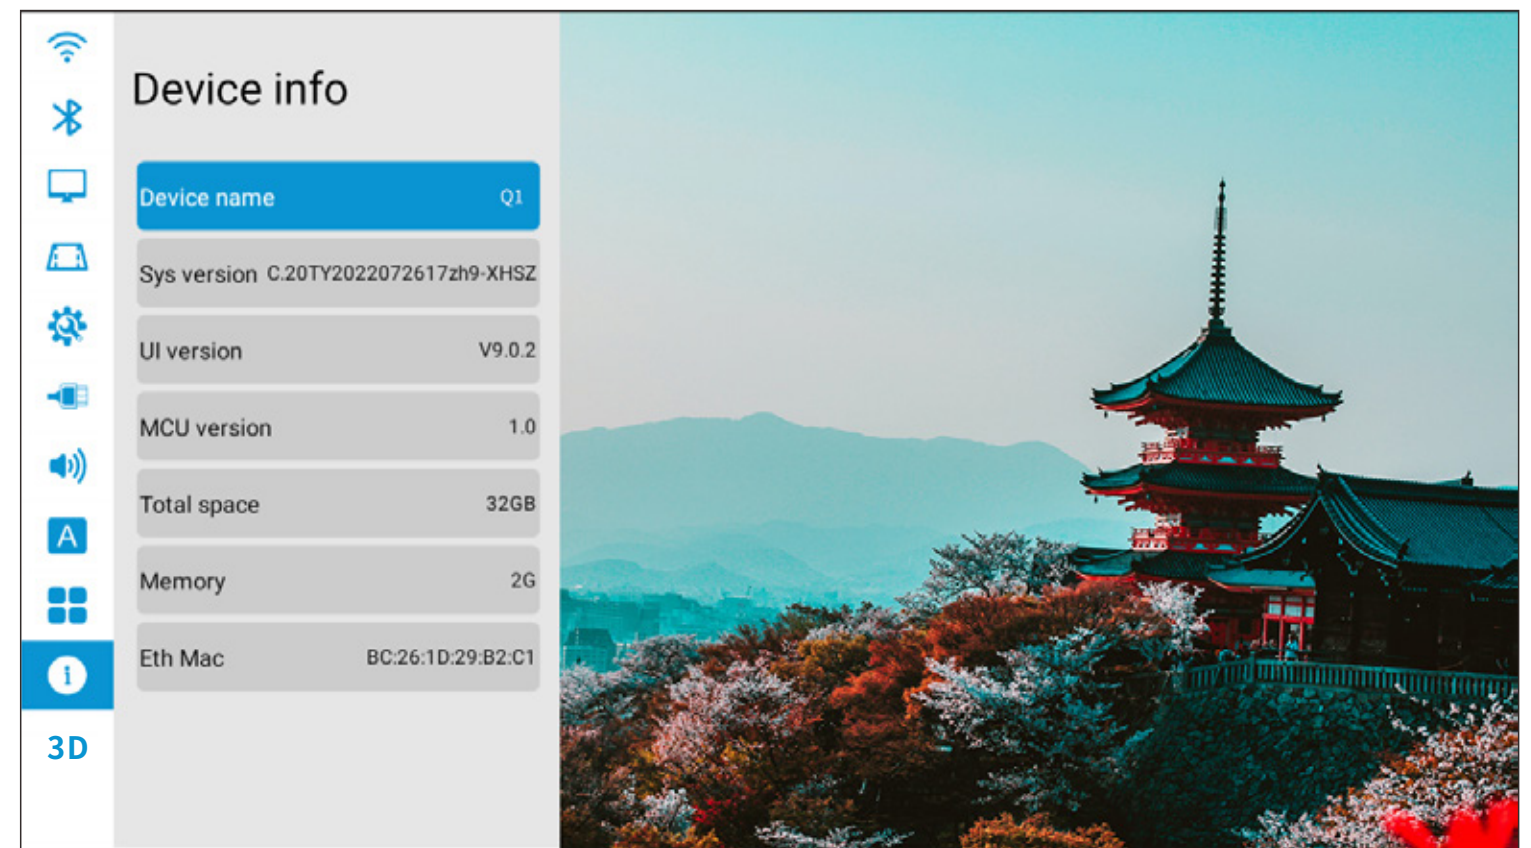 Device info
Device name Q1
Sys version C.20TY2022072617zh9-XHSZ
UI version V9.0.2
MCU version 1.0
Total space 32GB
Memory 2G
Eth Mac BC:26:1D:29:B2:C1
A
i
3D